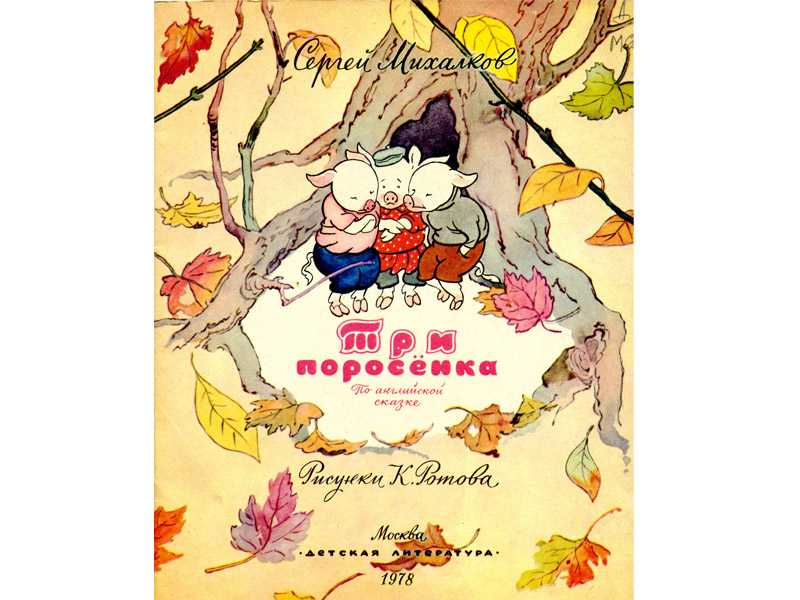 Сергей Михалков
Три
поросёнка
По английской
сказке
Рисунки К. Ротова
Москва
·ДЕТСКАЯ ЛИТЕРАТУРА·
1978